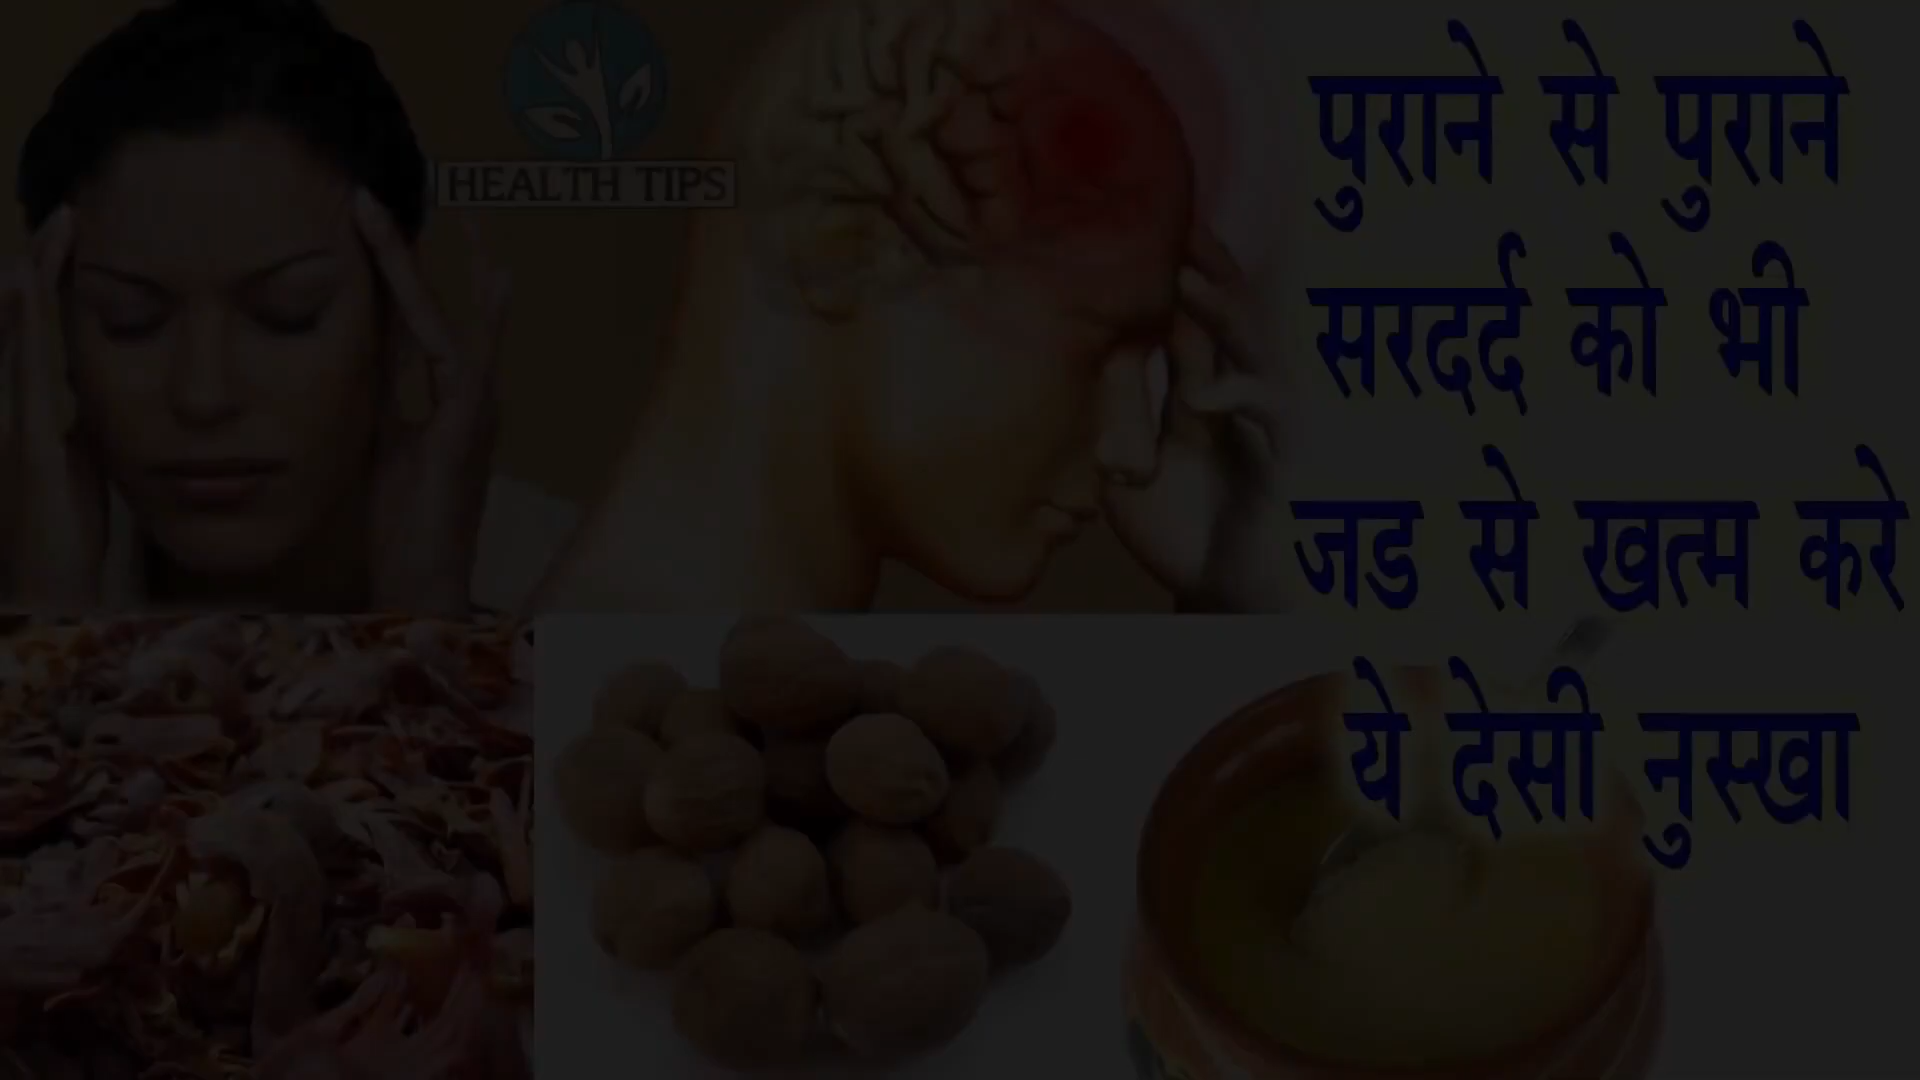 HEALTH TIPS
पुराने से पुराने
सरदर्द को भी
जड से खत्म करे
ये देसी नुस्खा